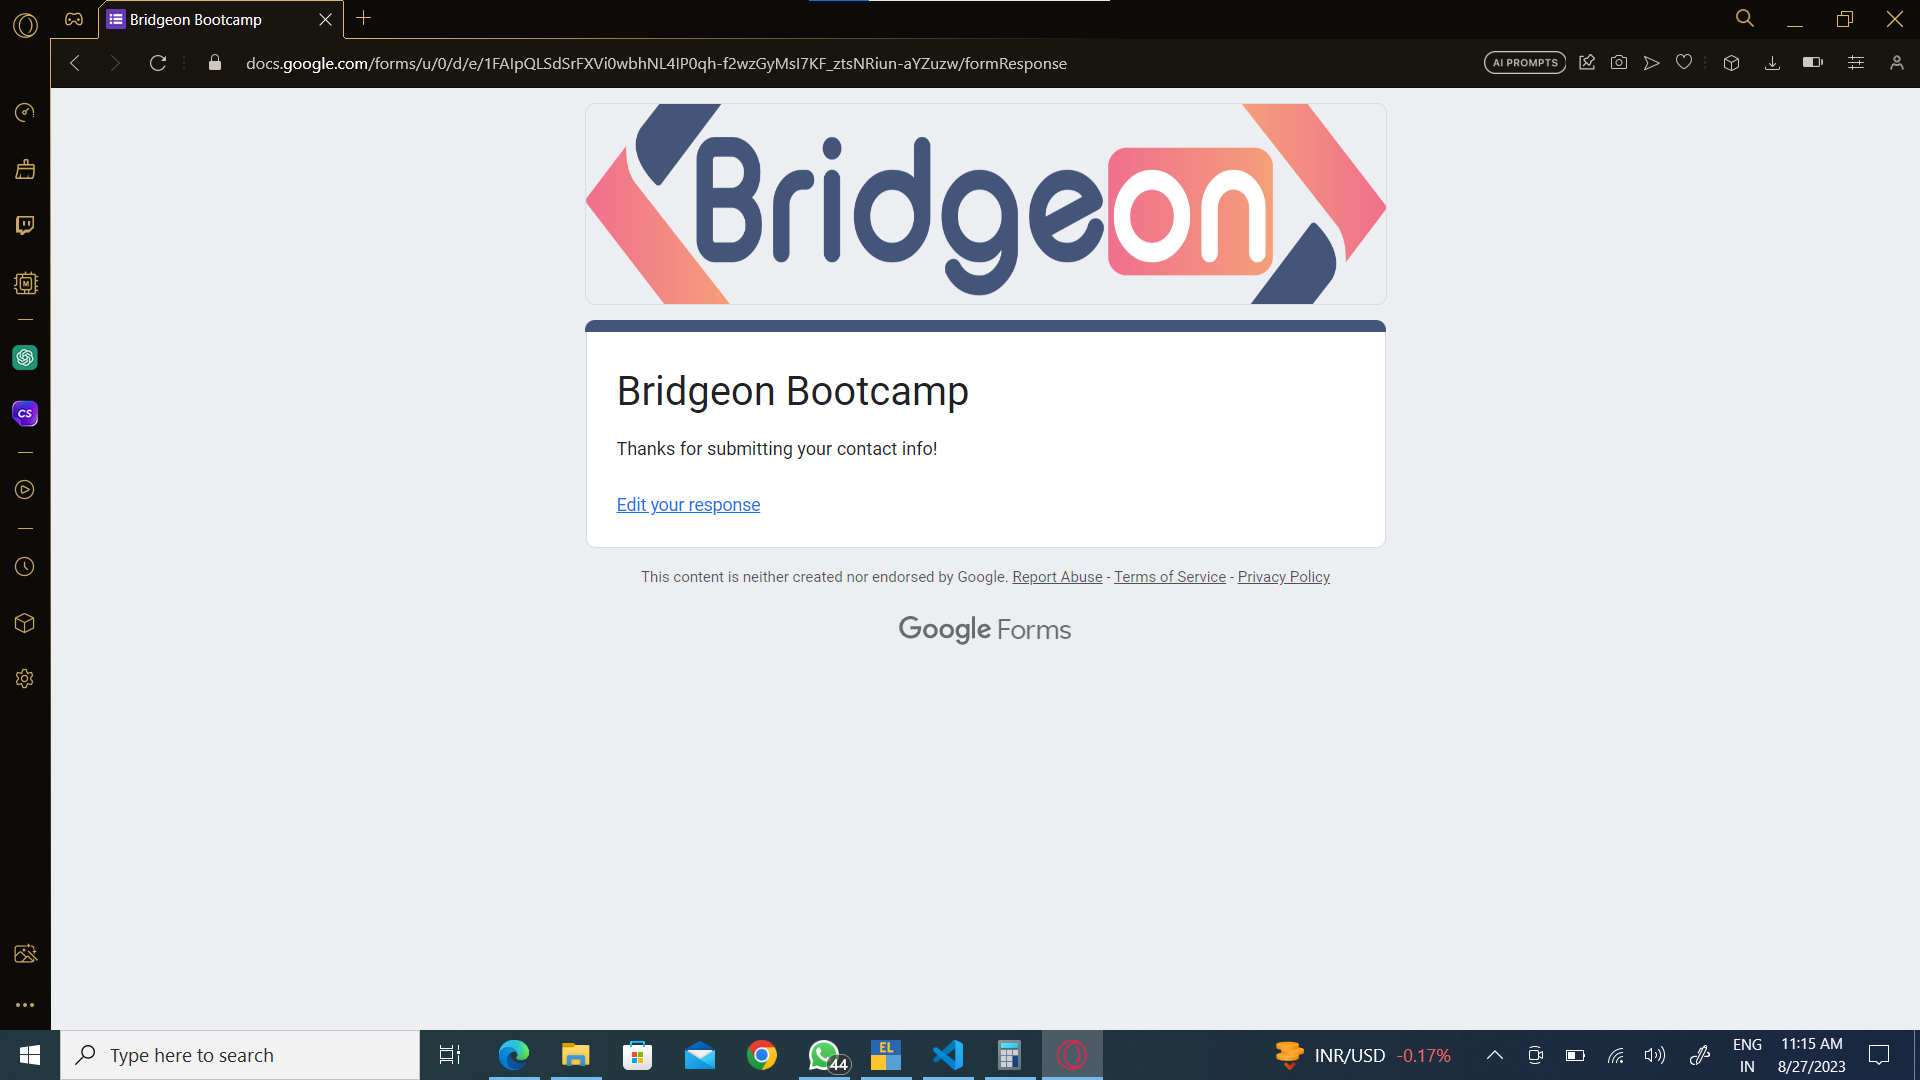 Bridgeon Bootcamp
docs.google.com/forms/u/0/d/e/1FAIpQLSdSrFXVi0wbhNL4IP0qh-f2wzGyMsI7KF_ztsNRiun-aYZuzw/formResponse
AI PROMPTS
Bridgeon
Bridgeon Bootcamp
Thanks for submitting your contact info!
Edit your response
This content is neither created nor endorsed by Google. Report Abuse - Terms of Service - Privacy Policy
Google Forms
M
CS
Type here to search
44
EL
INR/USD -0.17%
ENG
IN
11:15 AM
8/27/2023